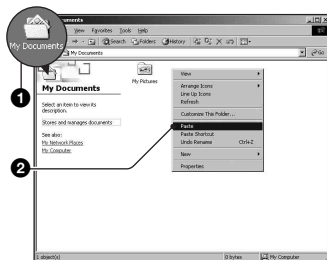 My Documents
View Favorites Tools Help
Search Folders History
My Documents
Go
My Documents
Select an item to view its
description.
Stores and manages documents
See also:
My Network Places
My Computer
My Pictures
View
Arrange Icons
Line Up Icons
Refresh
Customize This Folder...
Paste
Paste Shortcut
Undo Rename Ctrl+Z
New
Properties
1
2
1 object(s)
0 bytes
My Computer